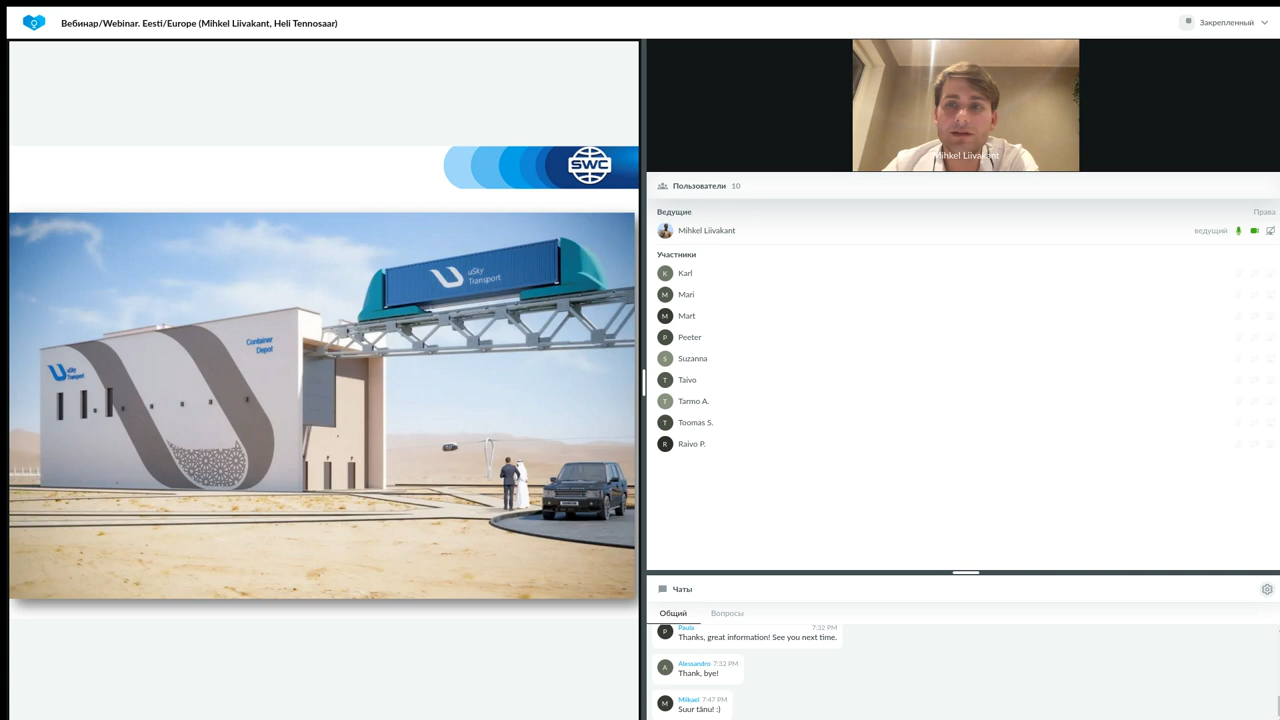 Вебинар/Webinar. Eesti/Europe (Mihkel Liivakant, Heli Tennosaar)
Закрепленный
SWC
uSky
Transport
Container
Depot
uSky
Transport
Mihkel Liivakant
Пользователи 10
Ведущие Права
Mihkel Liivakant ведущий
Участники
K Karl
M Mari
M Mart
P Peeter
S Suzanna
T Taivo
T Tarmo A.
T Toomas S.
R Raivo P.
Чаты
Общий Вопросы
P Paula 7:32 PM
Thanks, great information! See you next time.
A Alessandro 7:32 PM
Thank, bye!
M Miikael 7:47 PM
Suur tänu! :)